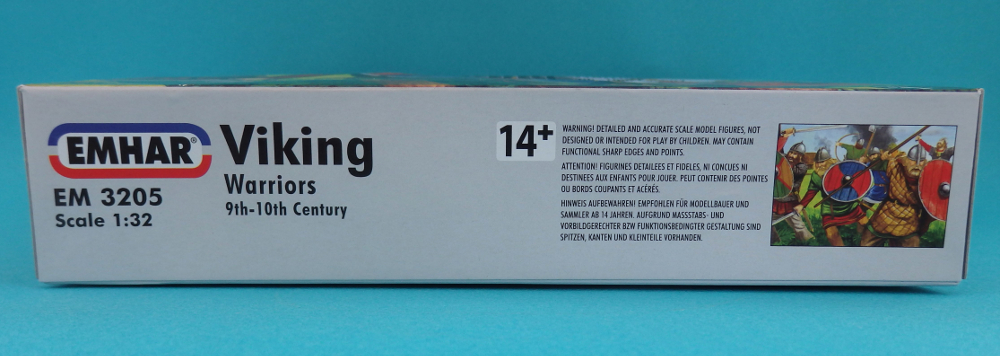 EMHAR®
EM 3205
Scale 1:32
Viking
Warriors
9th-10th Century
14+
WARNING! DETAILED AND ACCURATE SCALE MODEL FIGURES, NOT
DESIGNED OR INTENDED FOR PLAY BY CHILDREN. MAY CONTAIN
FUNCTIONAL SHARP EDGES AND POINTS.
ATTENTION! FIGURINES DETAILEES ET FIDELES, NI CONCUES NI
DESTINEES AUX ENFANTS POUR JOUER. PEUT CONTENIR DES POINTES
OU BORDS COUPANTS ET ACÉRÉS.
HINWEIS AUFBEWAHREN! EMPFOHLEN FÜR MODELLBAUER UND
SAMMLER AB 14 JAHREN. AUFGRUND MASSSTABS- UND
VORBILDGERECHTER BZW FUNKTIONSBEDINGTER GESTALTUNG SIND
SPITZEN, KANTEN UND KLEINTEILE VORHANDEN.